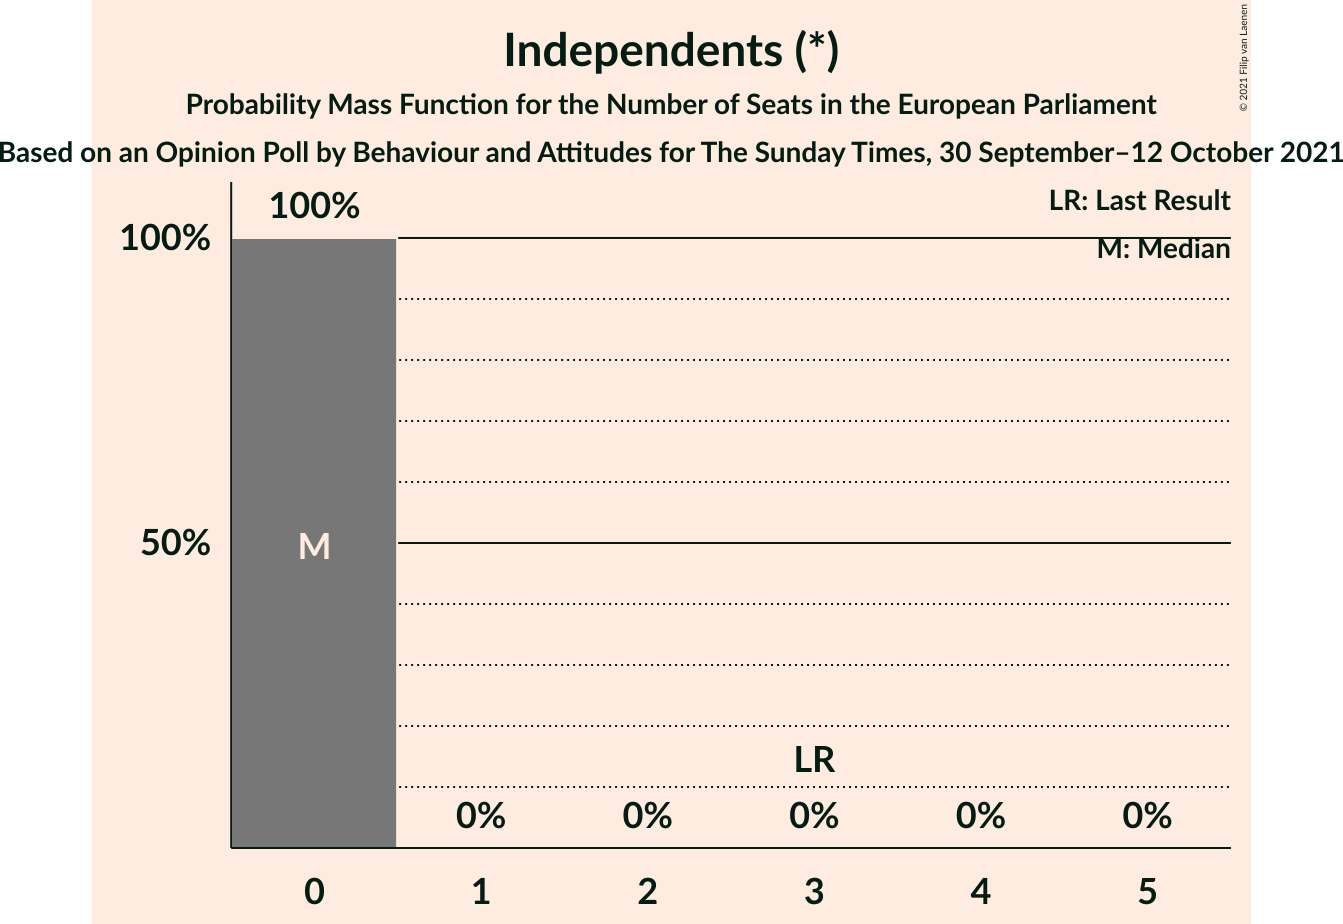 Independents (*)
Probability Mass Function for the Number of Seats in the European Parliament
Based on an Opinion Poll by Behaviour and Attitudes for The Sunday Times, 30 September–12 October 2021
© 2021 Filip van Laenen
LR: Last Result
M: Median
100%
100%
50%
M
LR
0% 0% 0% 0% 0%
0 1 2 3 4 5